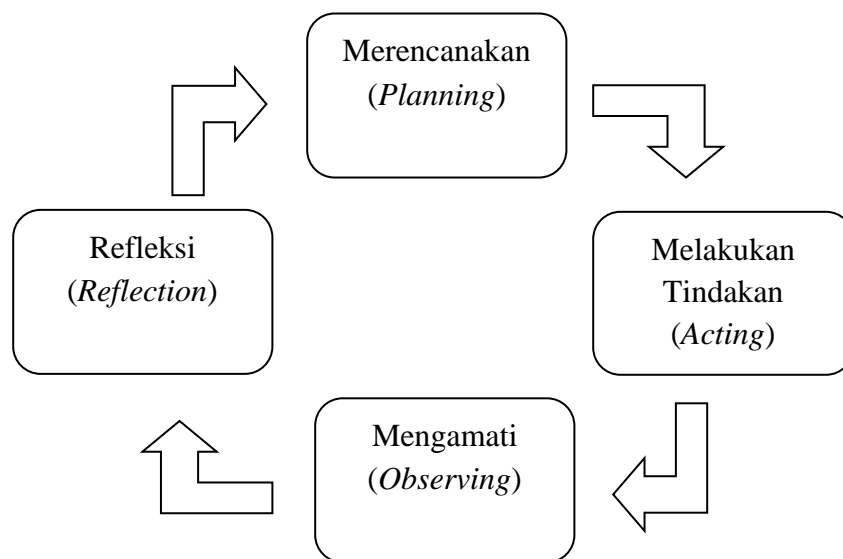 Merencanakan
(Planning)
Melakukan
Tindakan
(Acting)
Mengamati
(Observing)
Refleksi
(Reflection)